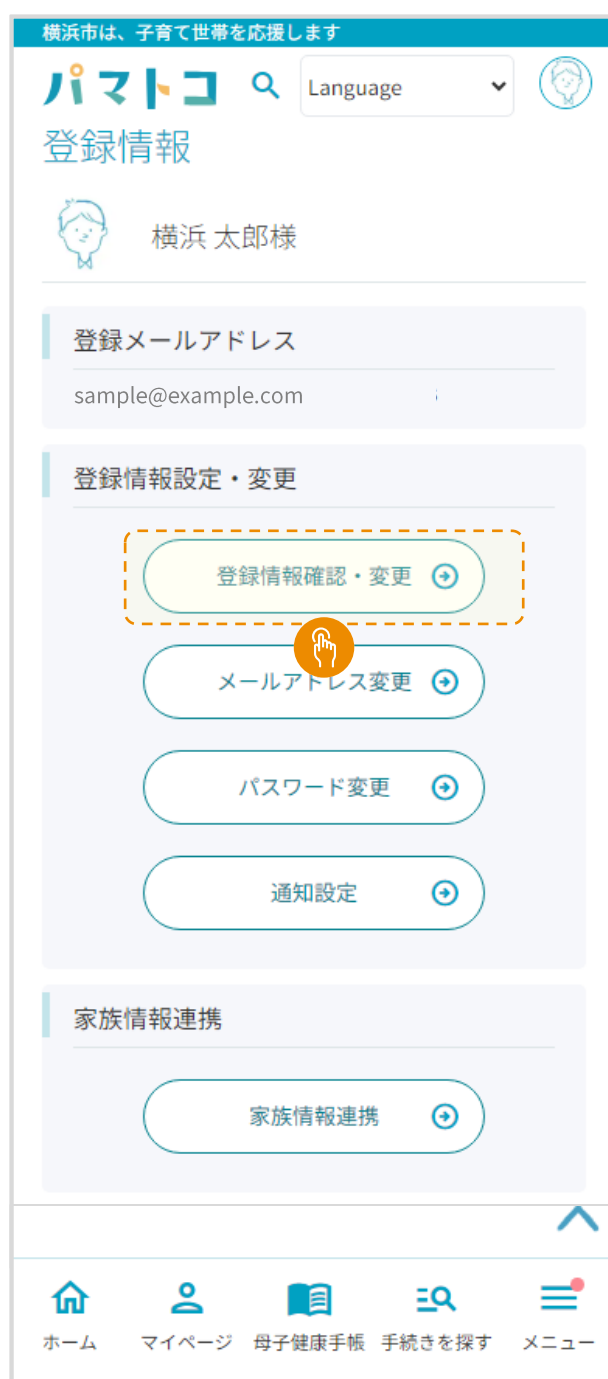 横浜市は、子育て世帯を応援します
パマトコ
Language
登録情報
横浜 太郎様
登録メールアドレス
sample@example.com
登録情報設定・変更
登録情報確認・変更
メールアドレス変更
パスワード変更
通知設定
家族情報連携
家族情報連携
ホーム
マイページ
母子健康手帳
手続きを探す
メニュー